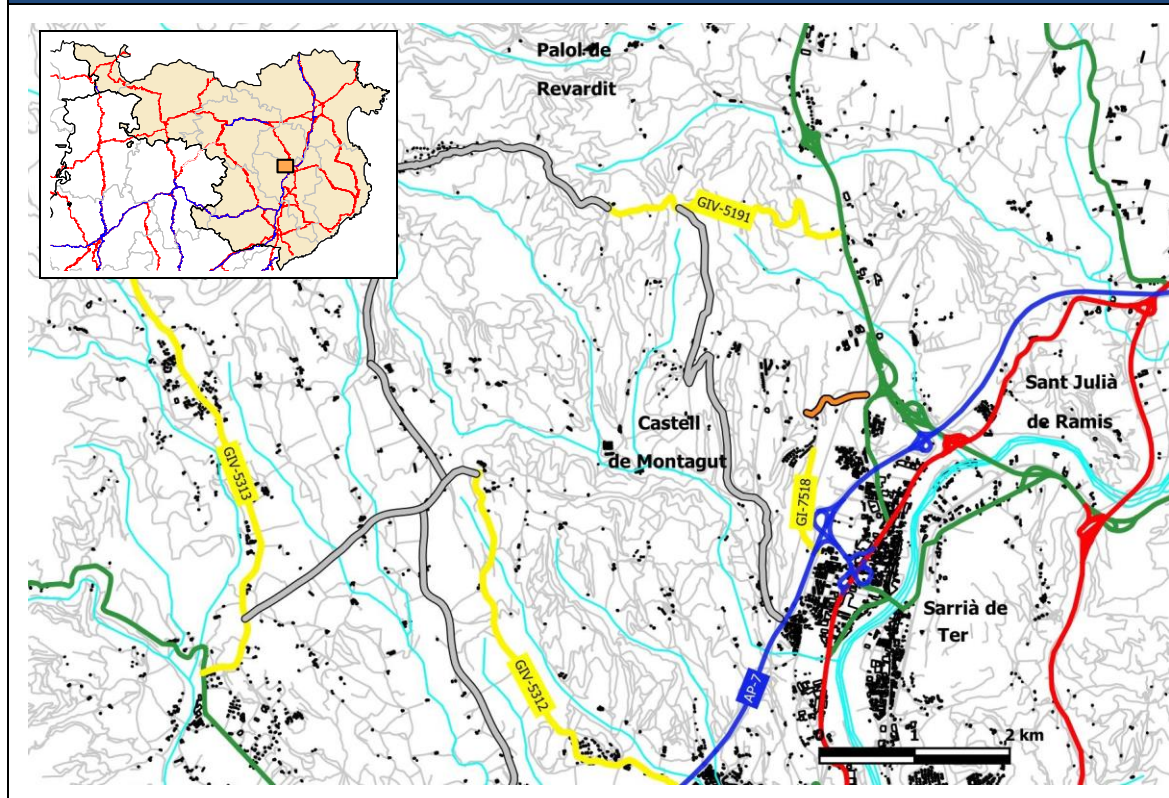 Palol de
Revardit
GIV-5191
Sant Julià
de Ramis
Castell
de Montagut
GIV-5313
GI-7518
Sarrià de
Ter
GIV-5312
AP-7
0 1 2 km